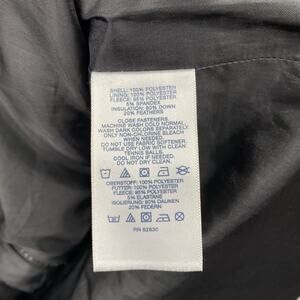 SHELL: 100% POLYESTER
LINING: 100% POLYESTER
FLEECE: 95% POLYESTER
5% SPANDEX
INSULATION: 80% DOWN
20% FEATHERS
CLOSE FASTENERS.
MACHINE WASH COLD NORMAL.
WASH DARK COLORS SEPARATELY
ONLY NON-CHLORINE BLEACH
WHEN NEEDED.
DO NOT USE FABRIC SOFTENER.
TUMBLE DRY LOW WITH CLEAN
TENNIS BALLS.
COOL IRON IF NEEDED.
DO NOT DRY CLEAN.
OBERSTOFF: 100% POLYESTER
FUTTER: 100% POLYESTER
FLEECE: 95% POLYESTER
5% ELASTANE
ISOLIERUNG: 80% DAUNEN
20% FEDERN
RN 62830